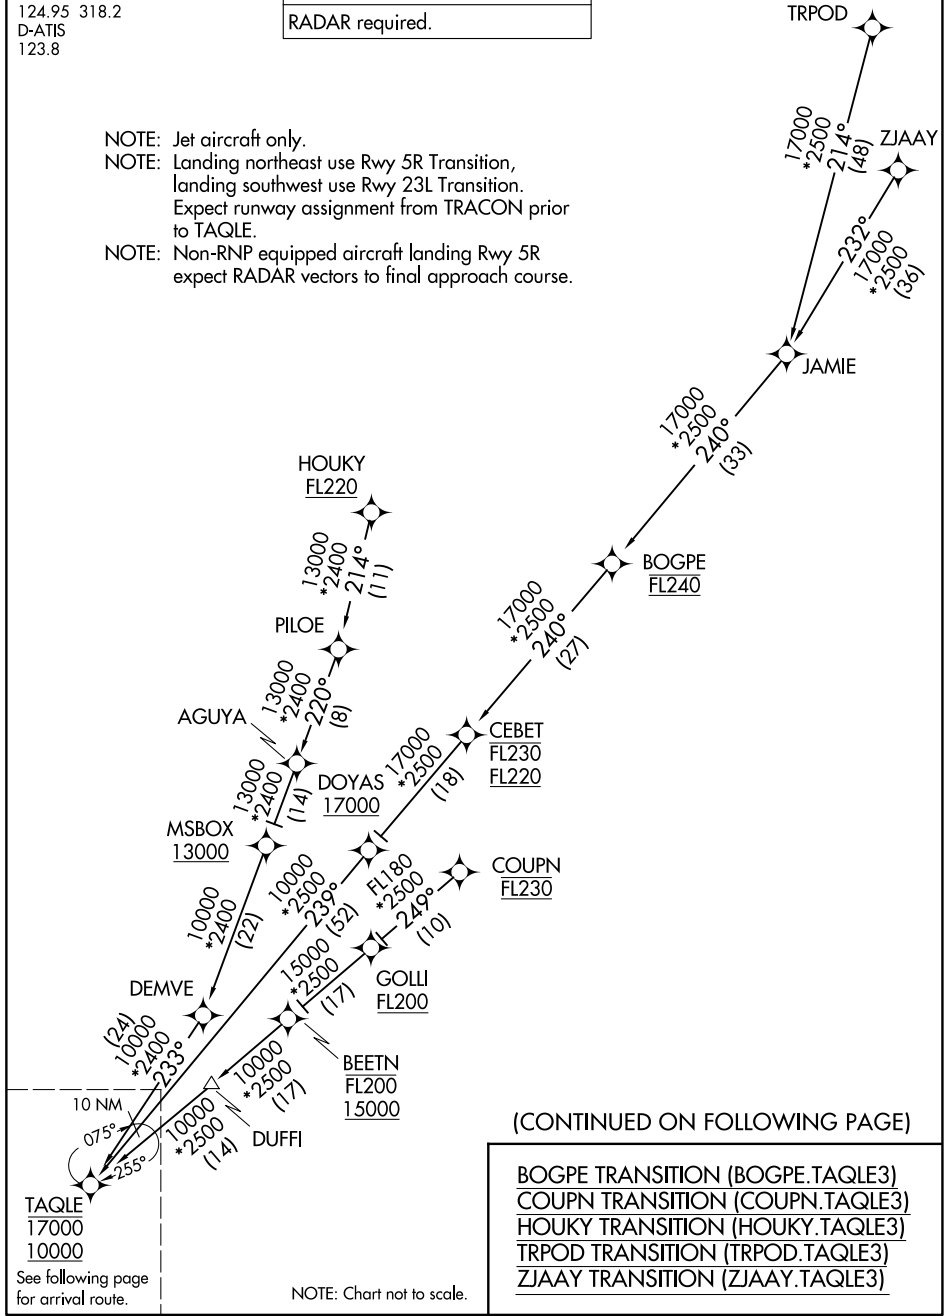 124.95 318.2
D-ATIS
123.8
RADAR required.
NOTE: Jet aircraft only.
NOTE: Landing northeast use Rwy 5R Transition,
landing southwest use Rwy 23L Transition.
Expect runway assignment from TRACON prior
to TAQLE.
NOTE: Non-RNP equipped aircraft landing Rwy 5R
expect RADAR vectors to final approach course.
TRPOD
17000
*2500
214°
(48)
ZJAAY
232°
17000
*2500
(36)
JAMIE
17000
*2500
240°
(33)
BOGPE
FL240
17000
*2500
240°
(27)
CEBET
FL230
FL220
17000
*2500
(18)
DOYAS
17000
10000
*2500
239°
(52)
HOUKY
FL220
13000
*2400
214°
(11)
PILOE
13000
*2400
220°
(8)
AGUYA
13000
*2400
(14)
MSBOX
13000
10000
*2400
(22)
DEMVE
(24)
10000
*2400
233°
COUPN
FL230
FL180
*2500
249°
(10)
GOLLI
FL200
15000
*2500
(17)
BEETN
FL200
15000
10000
*2500
(17)
DUFFI
10000
*2500
(14)
10 NM
075°
255°
TAQLE
17000
10000
See following page
for arrival route.
NOTE: Chart not to scale.
(CONTINUED ON FOLLOWING PAGE)
BOGPE TRANSITION (BOGPE.TAQLE3)
COUPN TRANSITION (COUPN.TAQLE3)
HOUKY TRANSITION (HOUKY.TAQLE3)
TRPOD TRANSITION (TRPOD.TAQLE3)
ZJAAY TRANSITION (ZJAAY.TAQLE3)